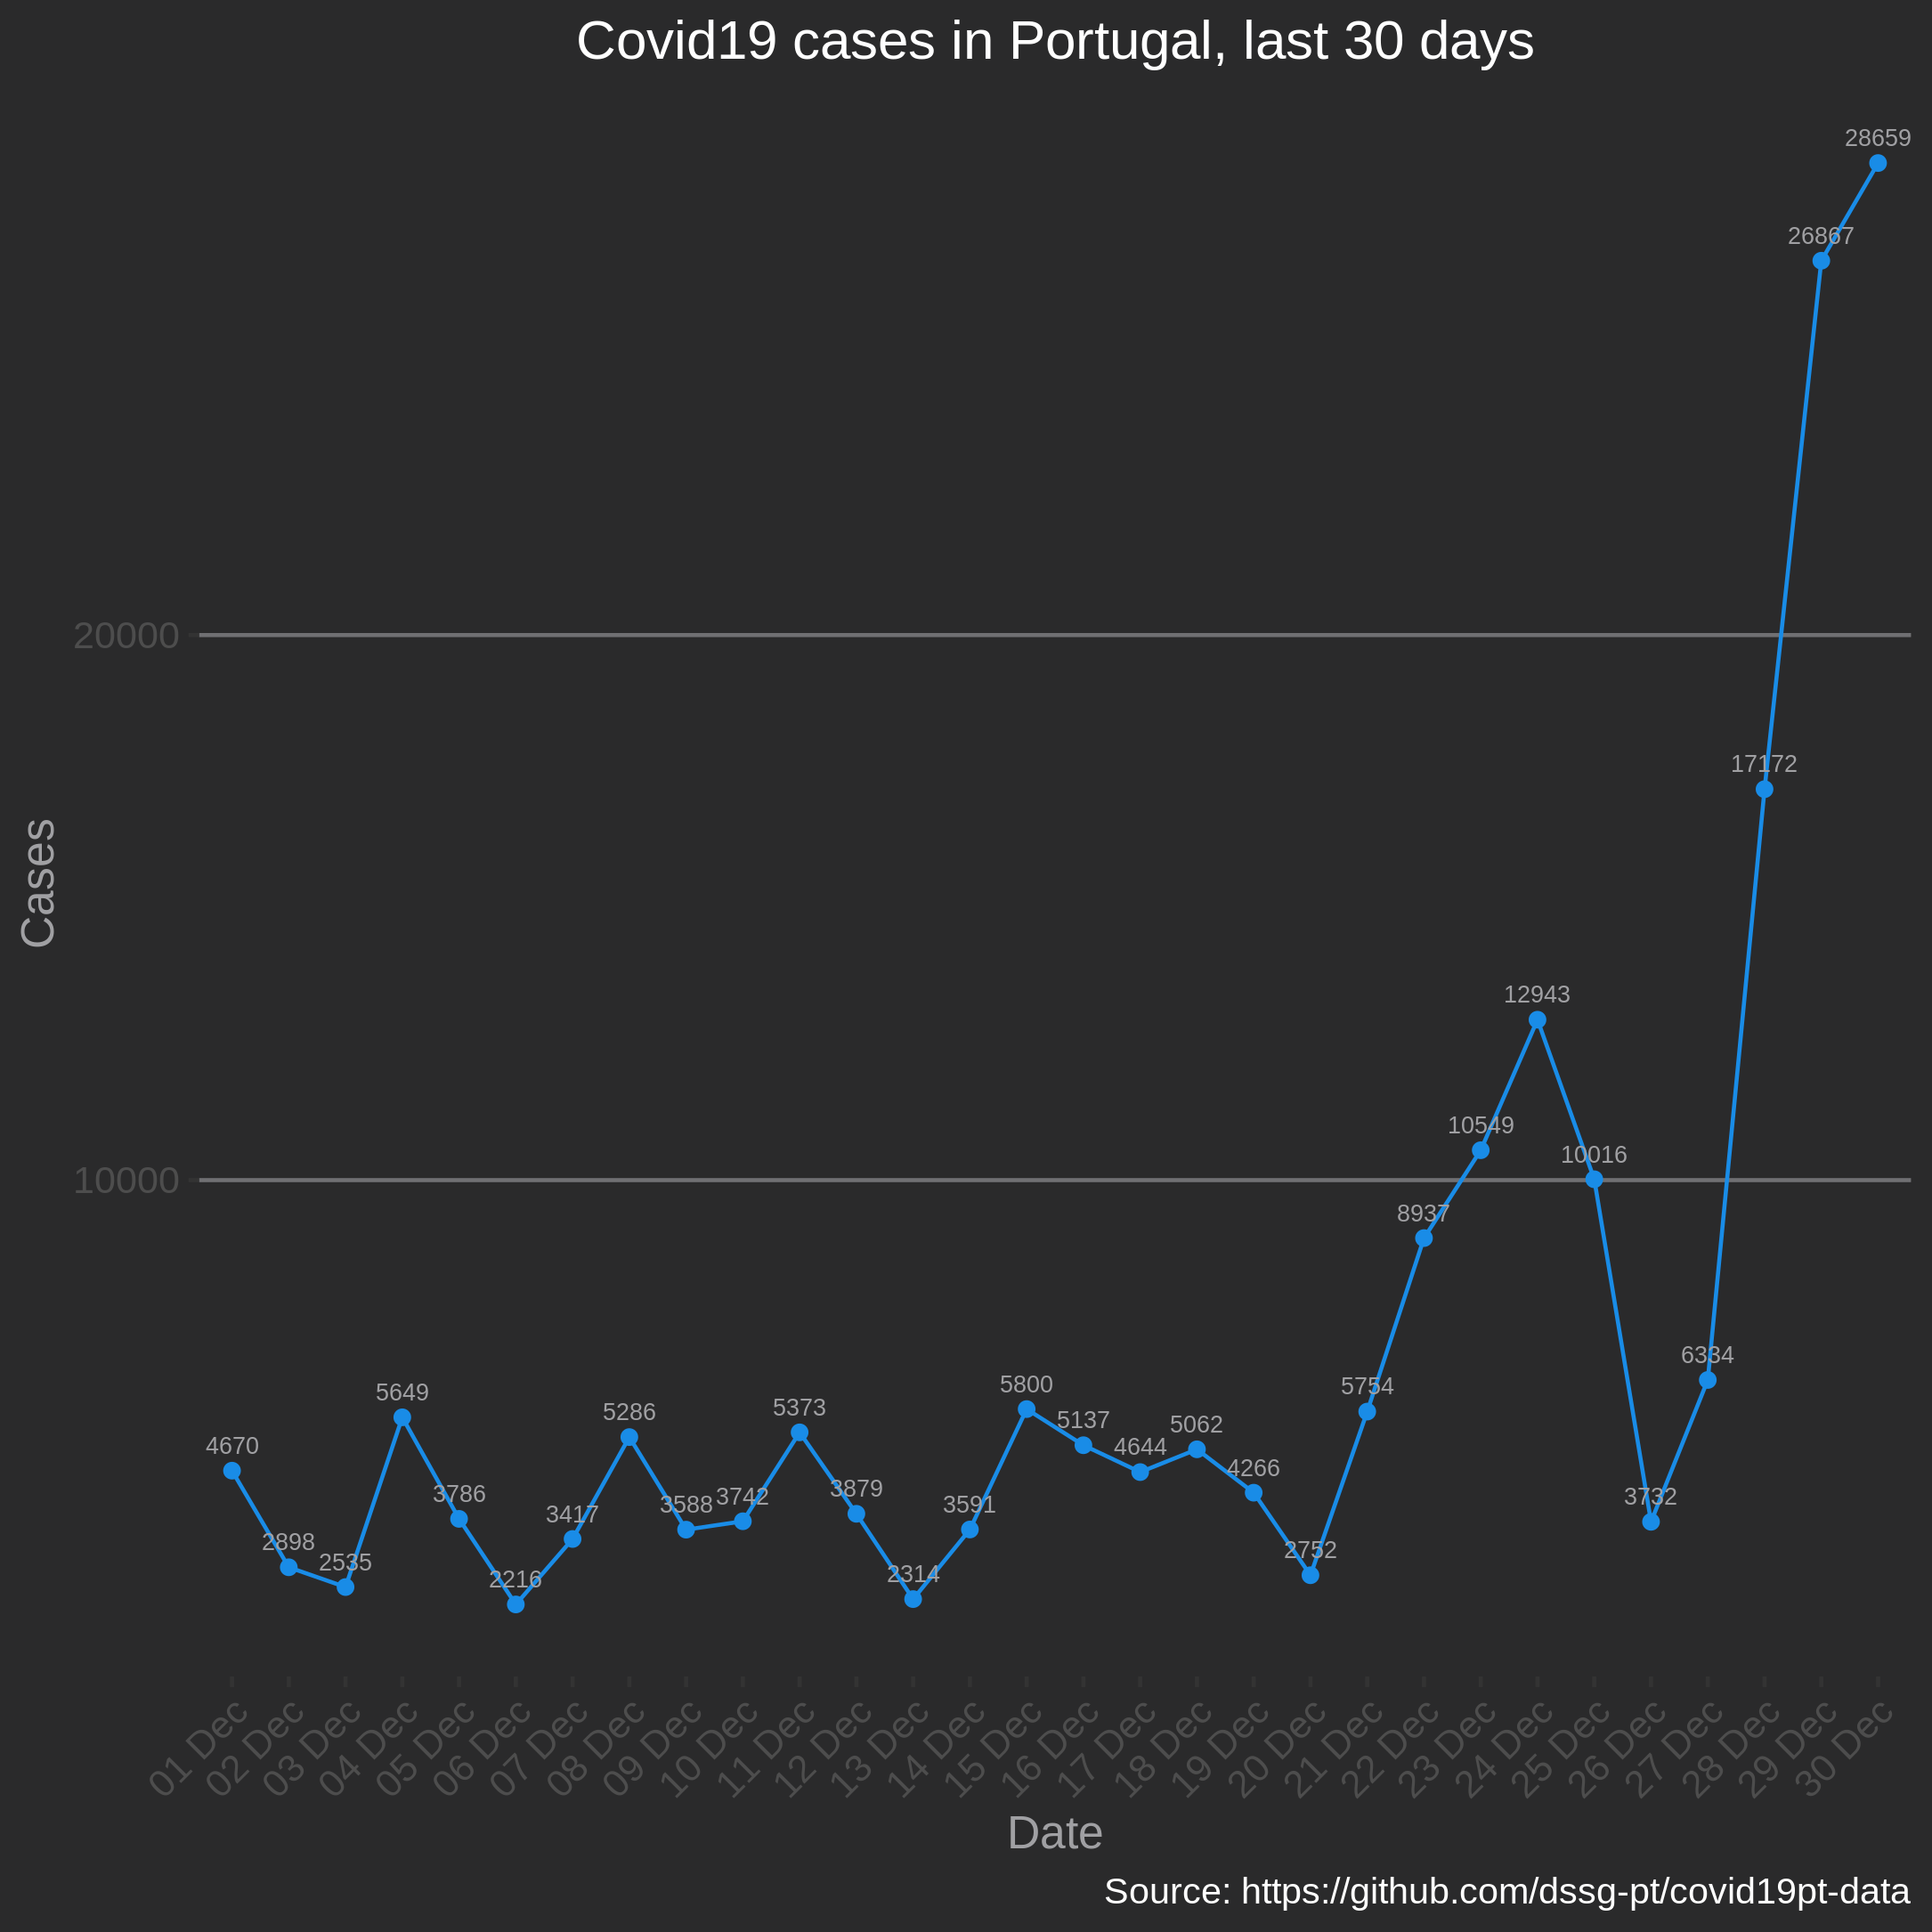 Covid19 cases in Portugal, last 30 days
28659
26867
20000
17172
12943
10549
10016
10000
8937
6334
5800
5754
5649
5373
5286
5137
5062
4670
4644
4266
3879
3786
3742
3732
3591
3588
3417
2898
2752
2535
2314
2216
Cases
01 Dec
02 Dec
03 Dec
04 Dec
05 Dec
06 Dec
07 Dec
08 Dec
09 Dec
10 Dec
11 Dec
12 Dec
13 Dec
14 Dec
15 Dec
16 Dec
17 Dec
18 Dec
19 Dec
20 Dec
21 Dec
22 Dec
23 Dec
24 Dec
25 Dec
26 Dec
27 Dec
28 Dec
29 Dec
30 Dec
Date
Source: https://github.com/dssg-pt/covid19pt-data